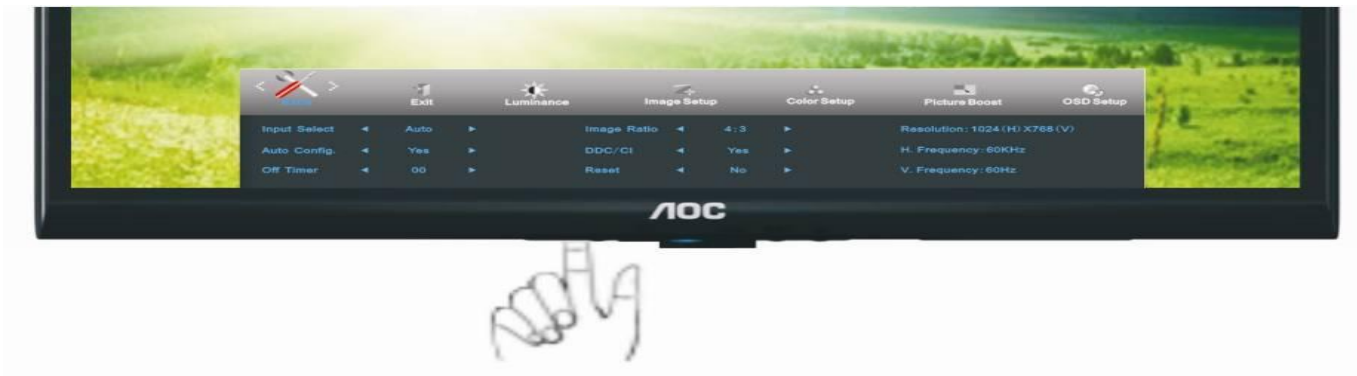 Extra Exit Luminance Image Setup Color Setup Picture Boost OSD Setup
Input Select Auto Image Ratio 4:3 Resolution: 1024(H)X768(V)
Auto Config. Yes DDC/CI Yes H. Frequency:60KHz
Off Timer 00 Reset No V. Frequency:60Hz
AOC